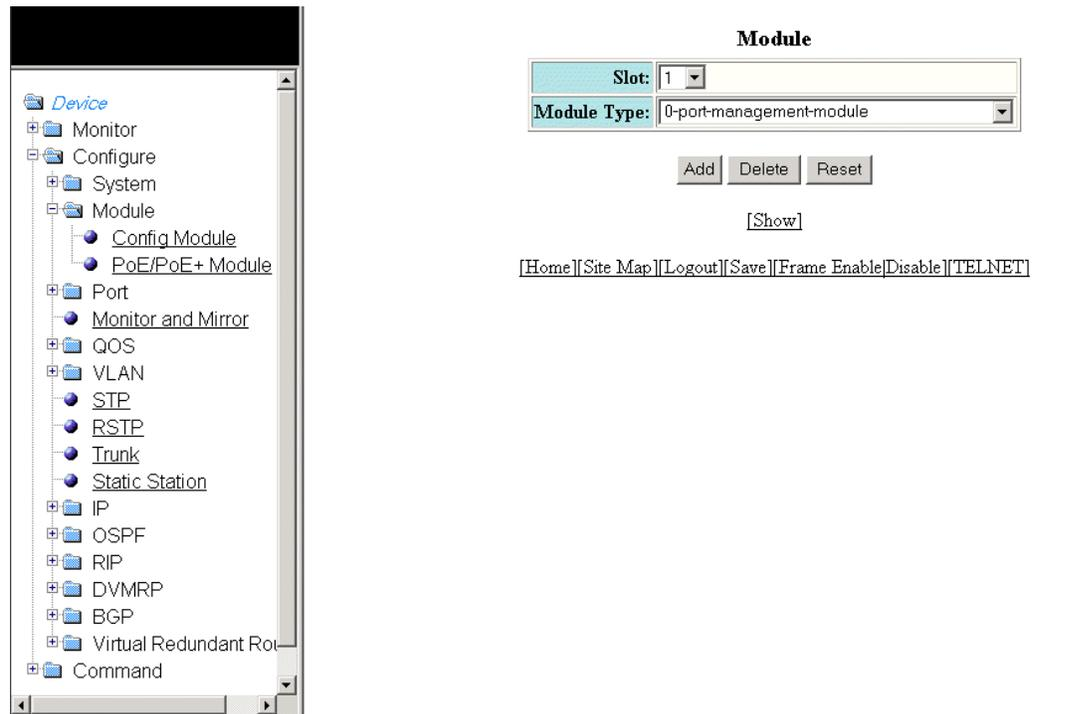 Device
Monitor
Configure
System
Module
Config Module
PoE/PoE+ Module
Port
Monitor and Mirror
QOS
VLAN
STP
RSTP
Trunk
Static Station
IP
OSPF
RIP
DVMRP
BGP
Virtual Redundant Rou
Command
Module
Slot: 1
Module Type: 0-port-management-module
Add Delete Reset
[Show]
[Home][Site Map][Logout][Save][Frame Enable|Disable][TELNET]